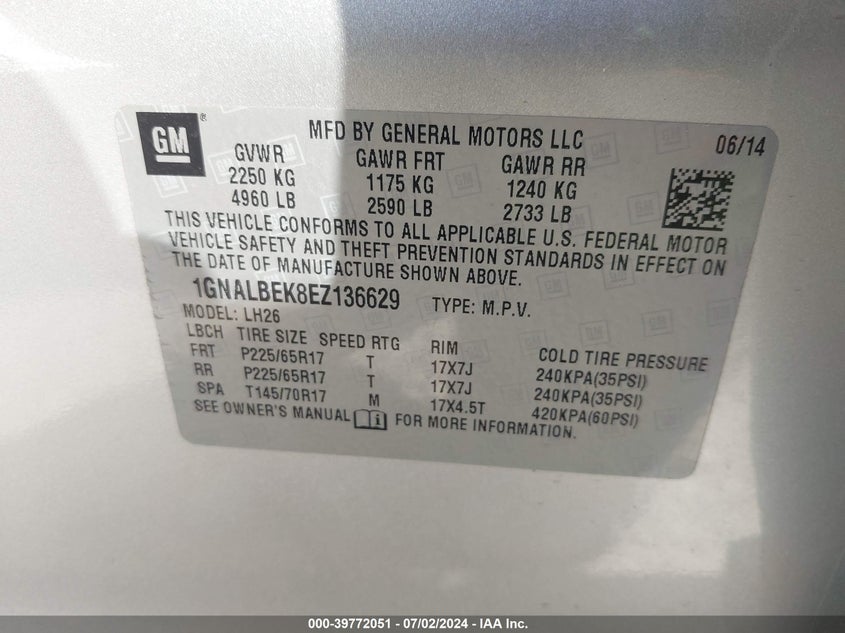 GM ®
MFD BY GENERAL MOTORS LLC 06/14
GVWR GAWR FRT GAWR RR
2250 KG 1175 KG 1240 KG
4960 LB 2590 LB 2733 LB
THIS VEHICLE CONFORMS TO ALL APPLICABLE U.S. FEDERAL MOTOR
VEHICLE SAFETY AND THEFT PREVENTION STANDARDS IN EFFECT ON
THE DATE OF MANUFACTURE SHOWN ABOVE.
1GNALBEK8EZ136629 TYPE: M.P.V.
MODEL: LH26
LBCH TIRE SIZE SPEED RTG RIM COLD TIRE PRESSURE
FRT P225/65R17 T 17X7J 240KPA(35PSI)
RR P225/65R17 T 17X7J 240KPA(35PSI)
SPA T145/70R17 M 17X4.5T 420KPA(60PSI)
SEE OWNER'S MANUAL FOR MORE INFORMATION.
000-39772051 - 07/02/2024 - IAA Inc.